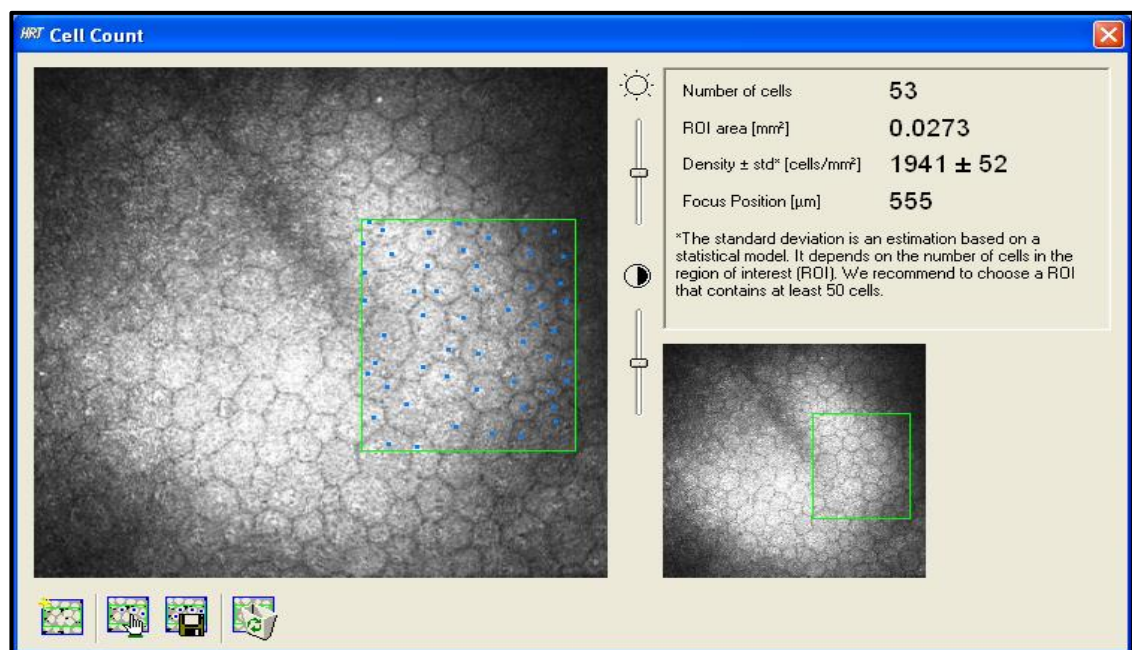 HRT Cell Count
Number of cells 53
ROI area [mm²] 0.0273
Density ± std* [cells/mm²] 1941 ± 52
Focus Position [µm] 555
*The standard deviation is an estimation based on a
statistical model. It depends on the number of cells in the
region of interest (ROI). We recommend to choose a ROI
that contains at least 50 cells.